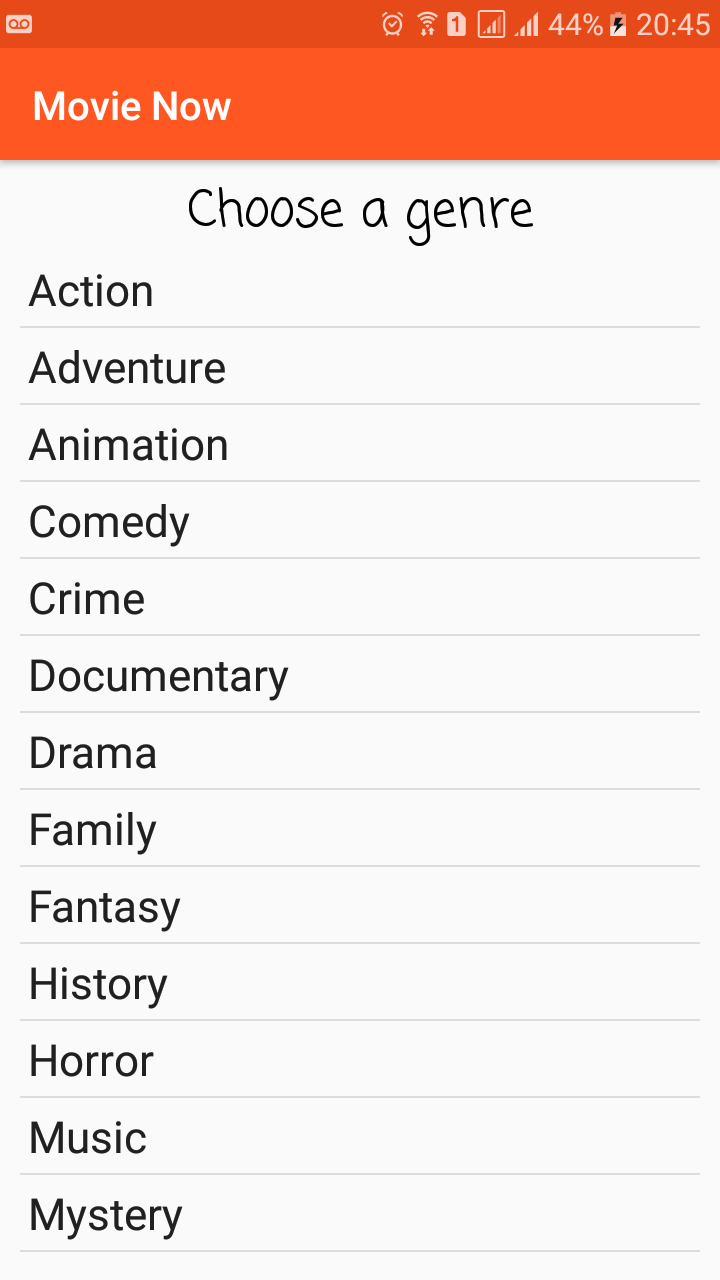 1 44% 20:45
Movie Now
Choose a genre
Action
Adventure
Animation
Comedy
Crime
Documentary
Drama
Family
Fantasy
History
Horror
Music
Mystery